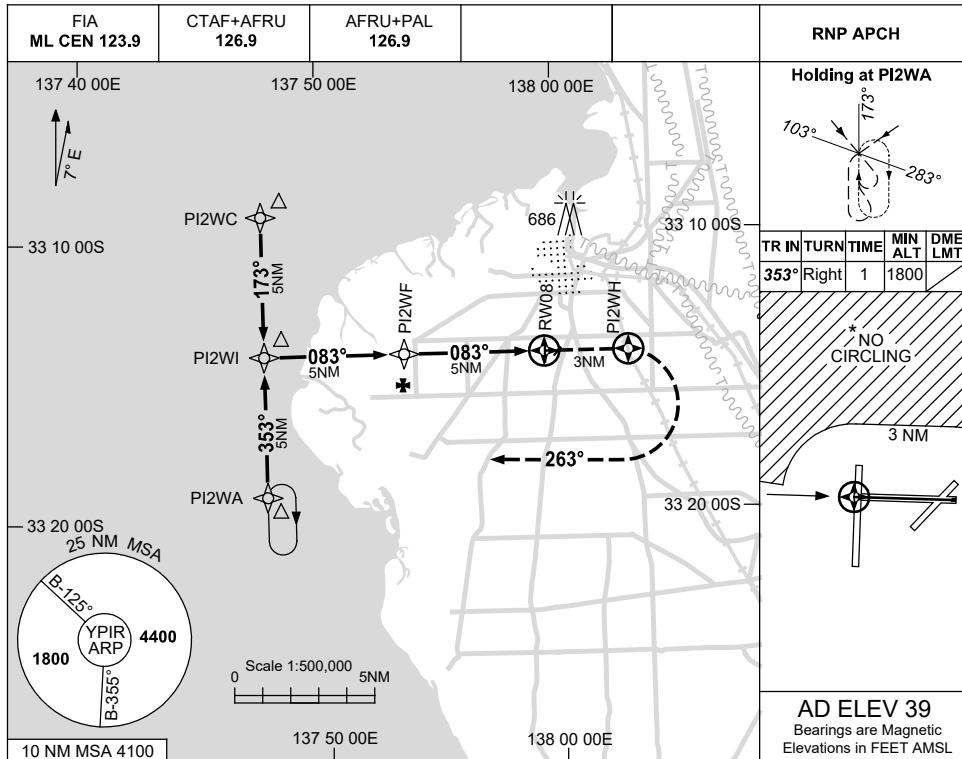 FIA
ML CEN 123.9
CTAF+AFRU
126.9
AFRU+PAL
126.9
RNP APCH
137 40 00E
137 50 00E
138 00 00E
7° E
PI2WC
686
33 10 00S
33 10 00S
173°
5NM
PI2WF
RW08
PI2WH
PI2WI
083°
5NM
083°
5NM
3NM
353°
5NM
263°
PI2WA
33 20 00S
33 20 00S
25 NM MSA
B-125°
YPIR
ARP
1800
4400
B-355°
Scale 1:500,000
0
5NM
10 NM MSA 4100
137 50 00E
138 00 00E
Holding at PI2WA
173°
103°
283°
TR IN
TURN
TIME
MIN
ALT
DME
LMT
353°
Right
1
1800
* NO
CIRCLING
3 NM
AD ELEV 39
Bearings are Magnetic
Elevations in FEET AMSL